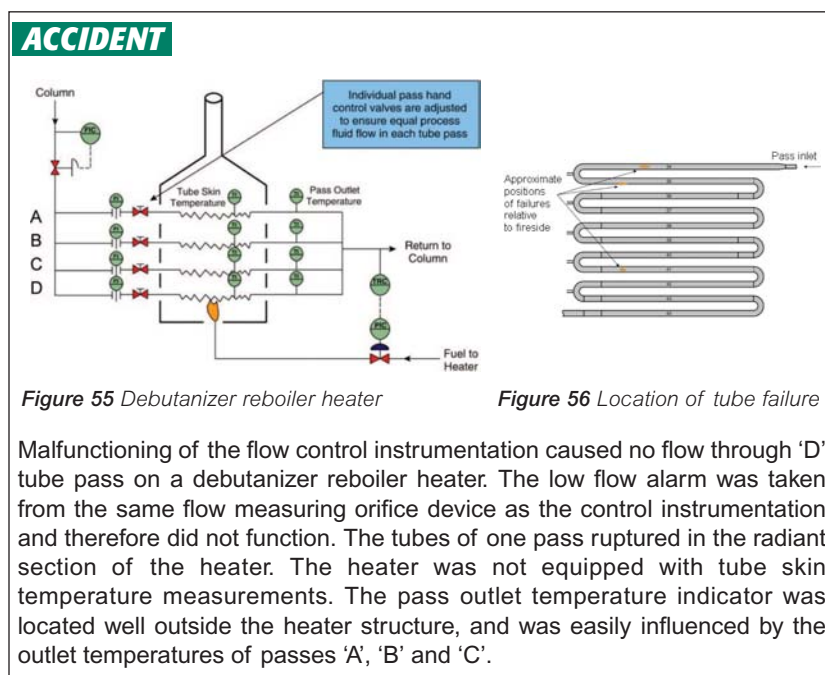 ACCIDENT
Column
PIC
Individual pass hand
control valves are adjusted
to ensure equal process
fluid flow in each tube pass
Tube Skin
Temperature
Pass Outlet
Temperature
A
B
C
D
Return to
Column
TRC
PIC
Fuel to
Heater
Pass inlet
Approximate
positions
of failures
relative
to fireside
Figure 55 Debutanizer reboiler heater
Figure 56 Location of tube failure
Malfunctioning of the flow control instrumentation caused no flow through ‘D’
tube pass on a debutanizer reboiler heater. The low flow alarm was taken
from the same flow measuring orifice device as the control instrumentation
and therefore did not function. The tubes of one pass ruptured in the radiant
section of the heater. The heater was not equipped with tube skin
temperature measurements. The pass outlet temperature indicator was
located well outside the heater structure, and was easily influenced by the
outlet temperatures of passes ‘A’, ‘B’ and ‘C’.